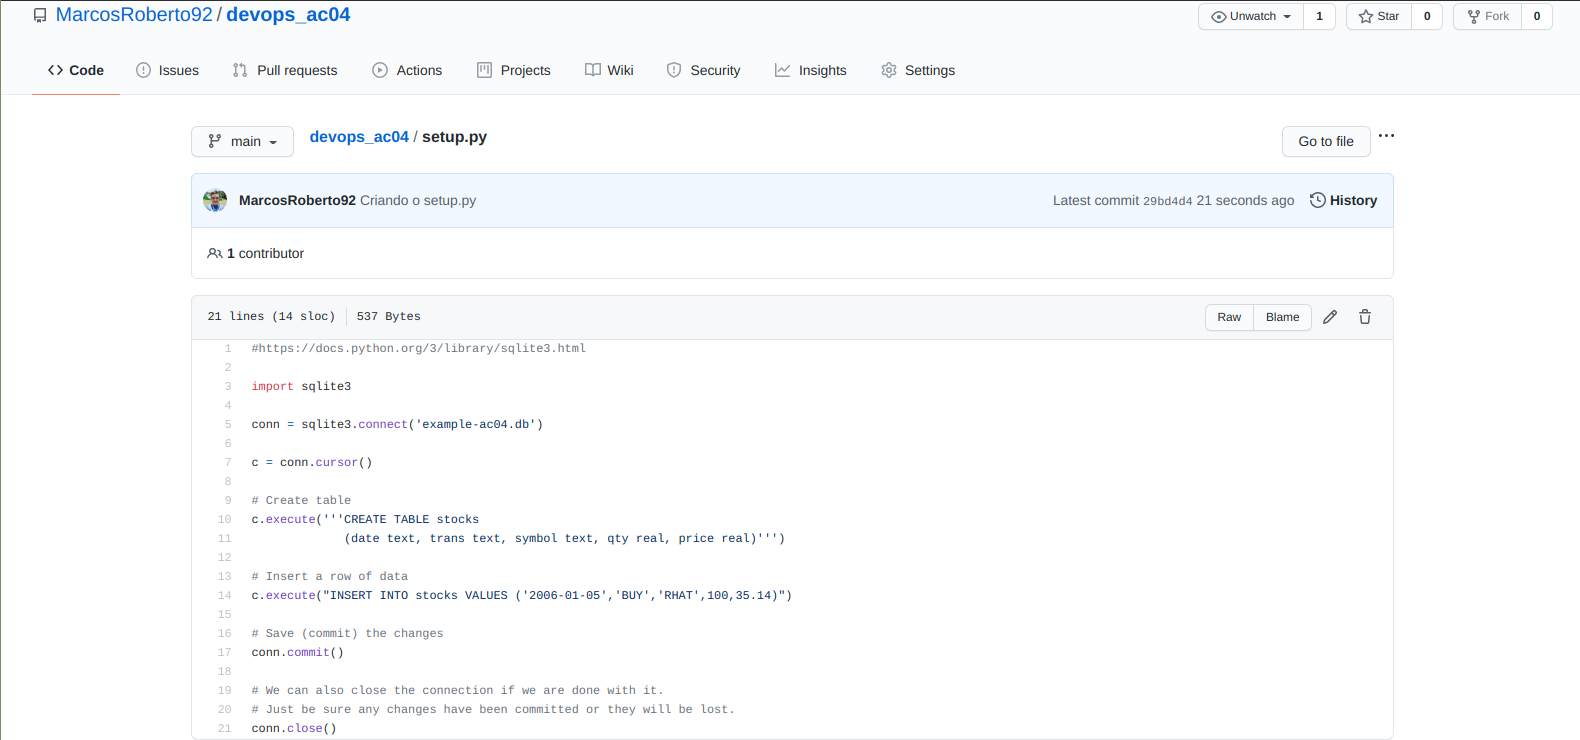 MarcosRoberto92 / devops_ac04
Unwatch 1 Star 0 Fork 0
Code Issues Pull requests Actions Projects Wiki Security Insights Settings
main devops_ac04 / setup.py Go to file ...
MarcosRoberto92 Criando o setup.py Latest commit 29bd4d4 21 seconds ago History
1 contributor
21 lines (14 sloc) 537 Bytes Raw Blame
1 #https://docs.python.org/3/library/sqlite3.html
2
3 import sqlite3
4
5 conn = sqlite3.connect('example-ac04.db')
6
7 c = conn.cursor()
8
9 # Create table
10 c.execute('''CREATE TABLE stocks
11 (date text, trans text, symbol text, qty real, price real)''')
12
13 # Insert a row of data
14 c.execute("INSERT INTO stocks VALUES ('2006-01-05','BUY','RHAT',100,35.14)")
15
16 # Save (commit) the changes
17 conn.commit()
18
19 # We can also close the connection if we are done with it.
20 # Just be sure any changes have been committed or they will be lost.
21 conn.close()